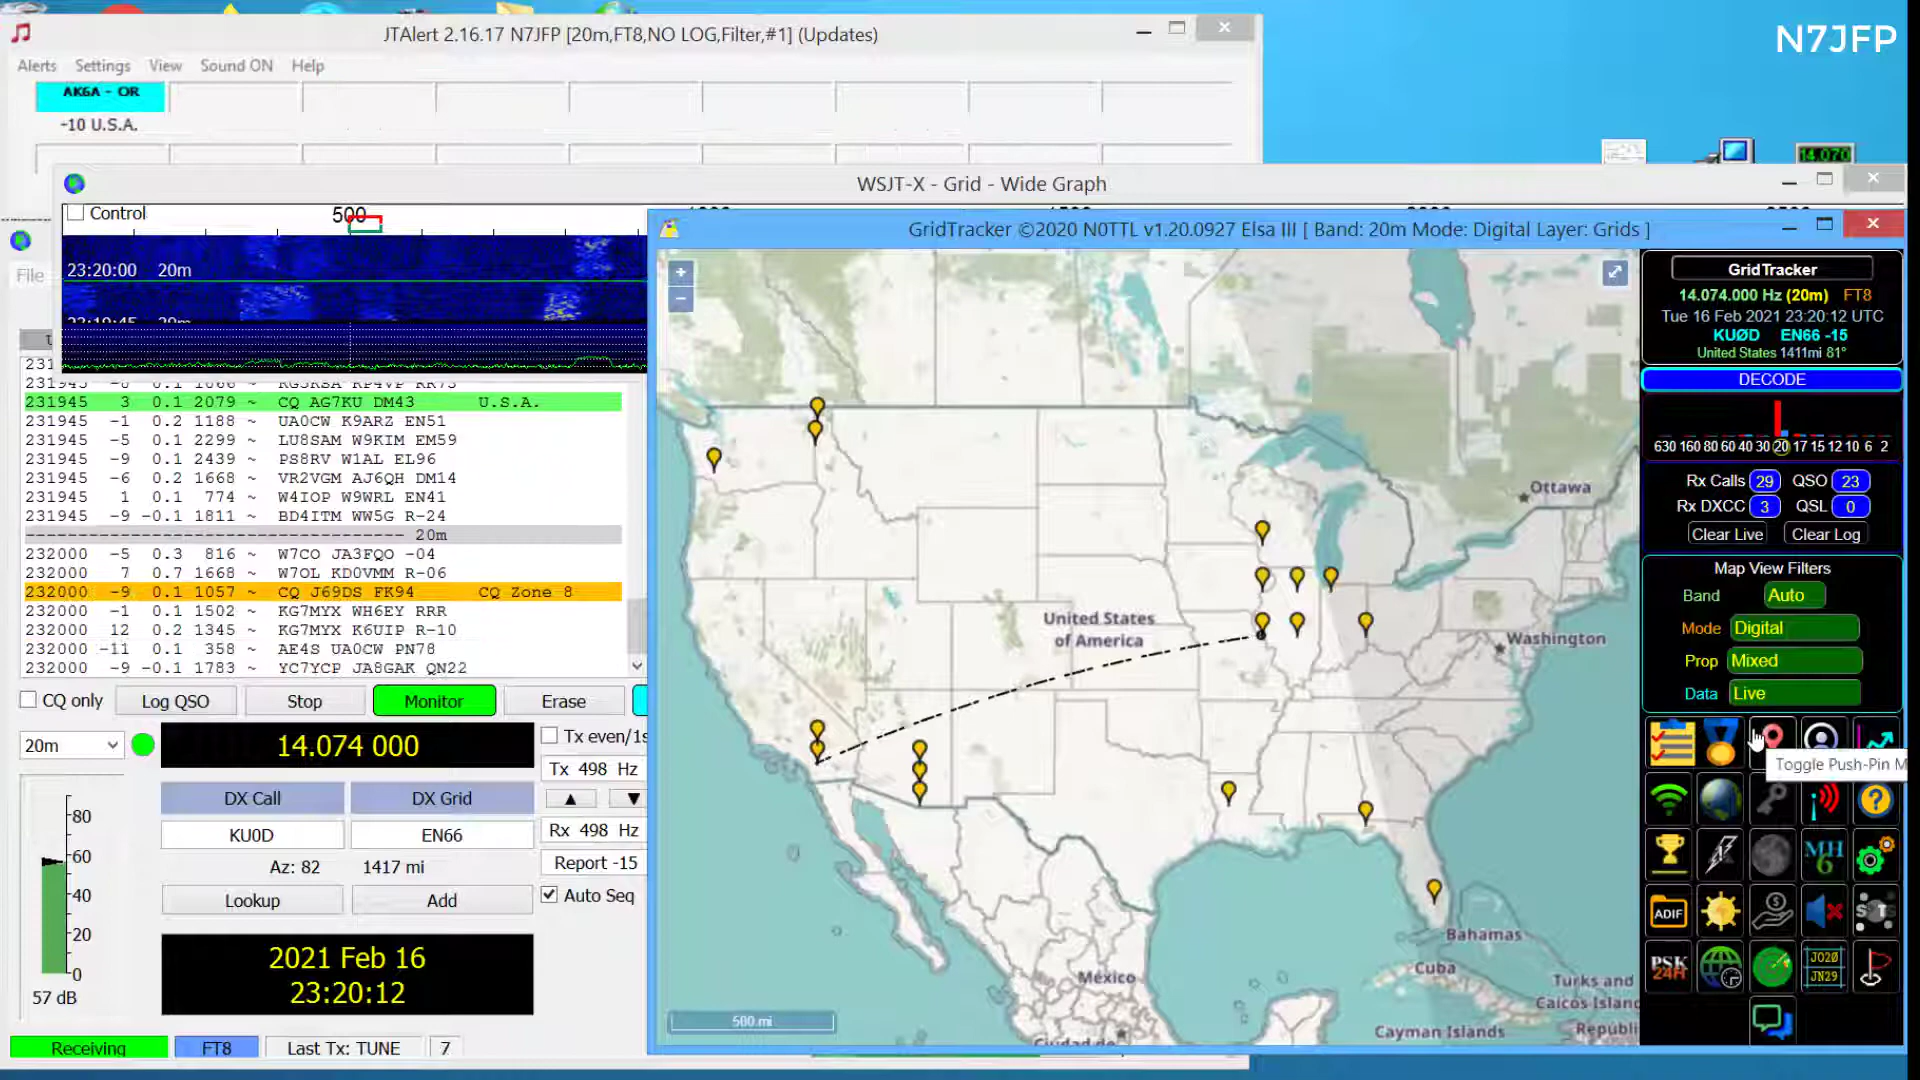 N7JFP
JTAlert 2.16.17 N7JFP [20m,FT8,NO LOG,Filter,#1] (Updates)
Alerts Settings View Sound ON Help
AK6A - OR
-10 U.S.A.
14.070
WSJT-X - Grid - Wide Graph
Control
500
23:20:00 20m
File
GridTracker ©2020 N0TTL v1.20.0927 Elsa III [ Band: 20m Mode: Digital Layer: Grids ]
231945 3 0.1 2079 ~ CQ AG7KU DM43 U.S.A.
231945 -1 0.2 1188 ~ UA0CW K9ARZ EN51
231945 -5 0.1 2299 ~ LU8SAM W9KIM EM59
231945 -9 0.1 2439 ~ PS8RV W1AL EL96
231945 -6 0.2 1668 ~ VR2VGM AJ6QH DM14
231945 1 0.1 774 ~ W4IOP W9WRL EN41
231945 -9 -0.1 1811 ~ BD4ITM WW5G R-24
20m
232000 -5 0.3 816 ~ W7CO JA3FQO -04
232000 7 0.7 1668 ~ W7OL KD0VMM R-06
232000 -9 0.1 1057 ~ CQ J69DS FK94 CQ Zone 8
232000 -1 0.1 1502 ~ KG7MYX WH6EY RRR
232000 12 0.2 1345 ~ KG7MYX K6UIP R-10
232000 -11 0.1 358 ~ AE4S UA0CW PN78
232000 -9 -0.1 1783 ~ YC7YCP JA8GAK QN22
CQ only Log QSO Stop Monitor Erase
20m 14.074 000 Tx even/1s
Tx 498 Hz
DX Call DX Grid
KU0D EN66 Rx 498 Hz
Az: 82 1417 mi Report -15
Lookup Add Auto Seq
80
60
40
20
0
57 dB
2021 Feb 16
23:20:12
Receiving FT8 Last Tx: TUNE 7
+
−
Ottawa
United States
of America
Washington
Bahamas
México
Cuba
Turks and
Caicos Island
Cayman Islands
Republi
Ciudad de
500 mi
GridTracker
14.074.000 Hz (20m) FT8
Tue 16 Feb 2021 23:20:12 UTC
KUØD EN66 -15
United States 1411mi 81°
DECODE
630 160 80 60 40 30 20 17 15 12 10 6 2
Rx Calls 29 QSO 23
Rx DXCC 3 QSL 0
Clear Live Clear Log
Map View Filters
Band Auto
Mode Digital
Prop Mixed
Data Live
Toggle Push-Pin M
?
MH
6
ADIF
PSK
24H
JO20
JN29